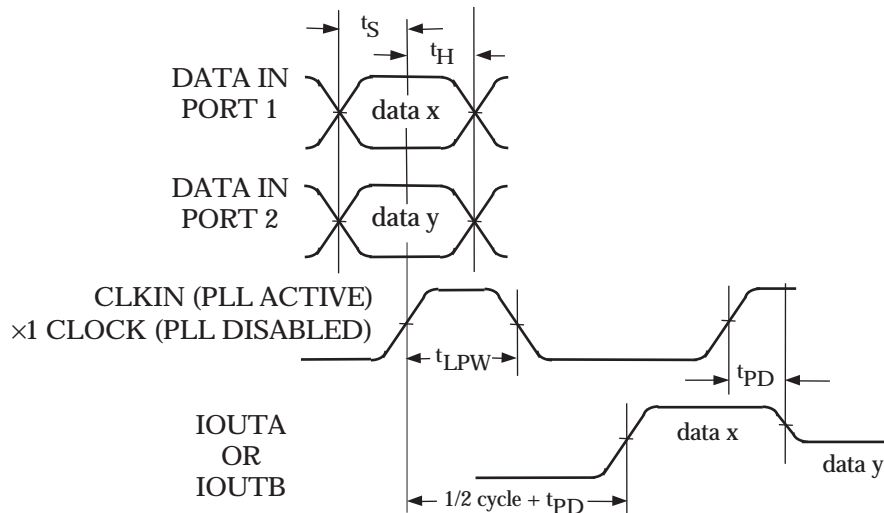 tS
tH
DATA IN
PORT 1
data x
DATA IN
PORT 2
data y
CLKIN (PLL ACTIVE)
×1 CLOCK (PLL DISABLED)
tLPW
tPD
IOUTA
OR
IOUTB
data x
data y
1/2 cycle + tPD